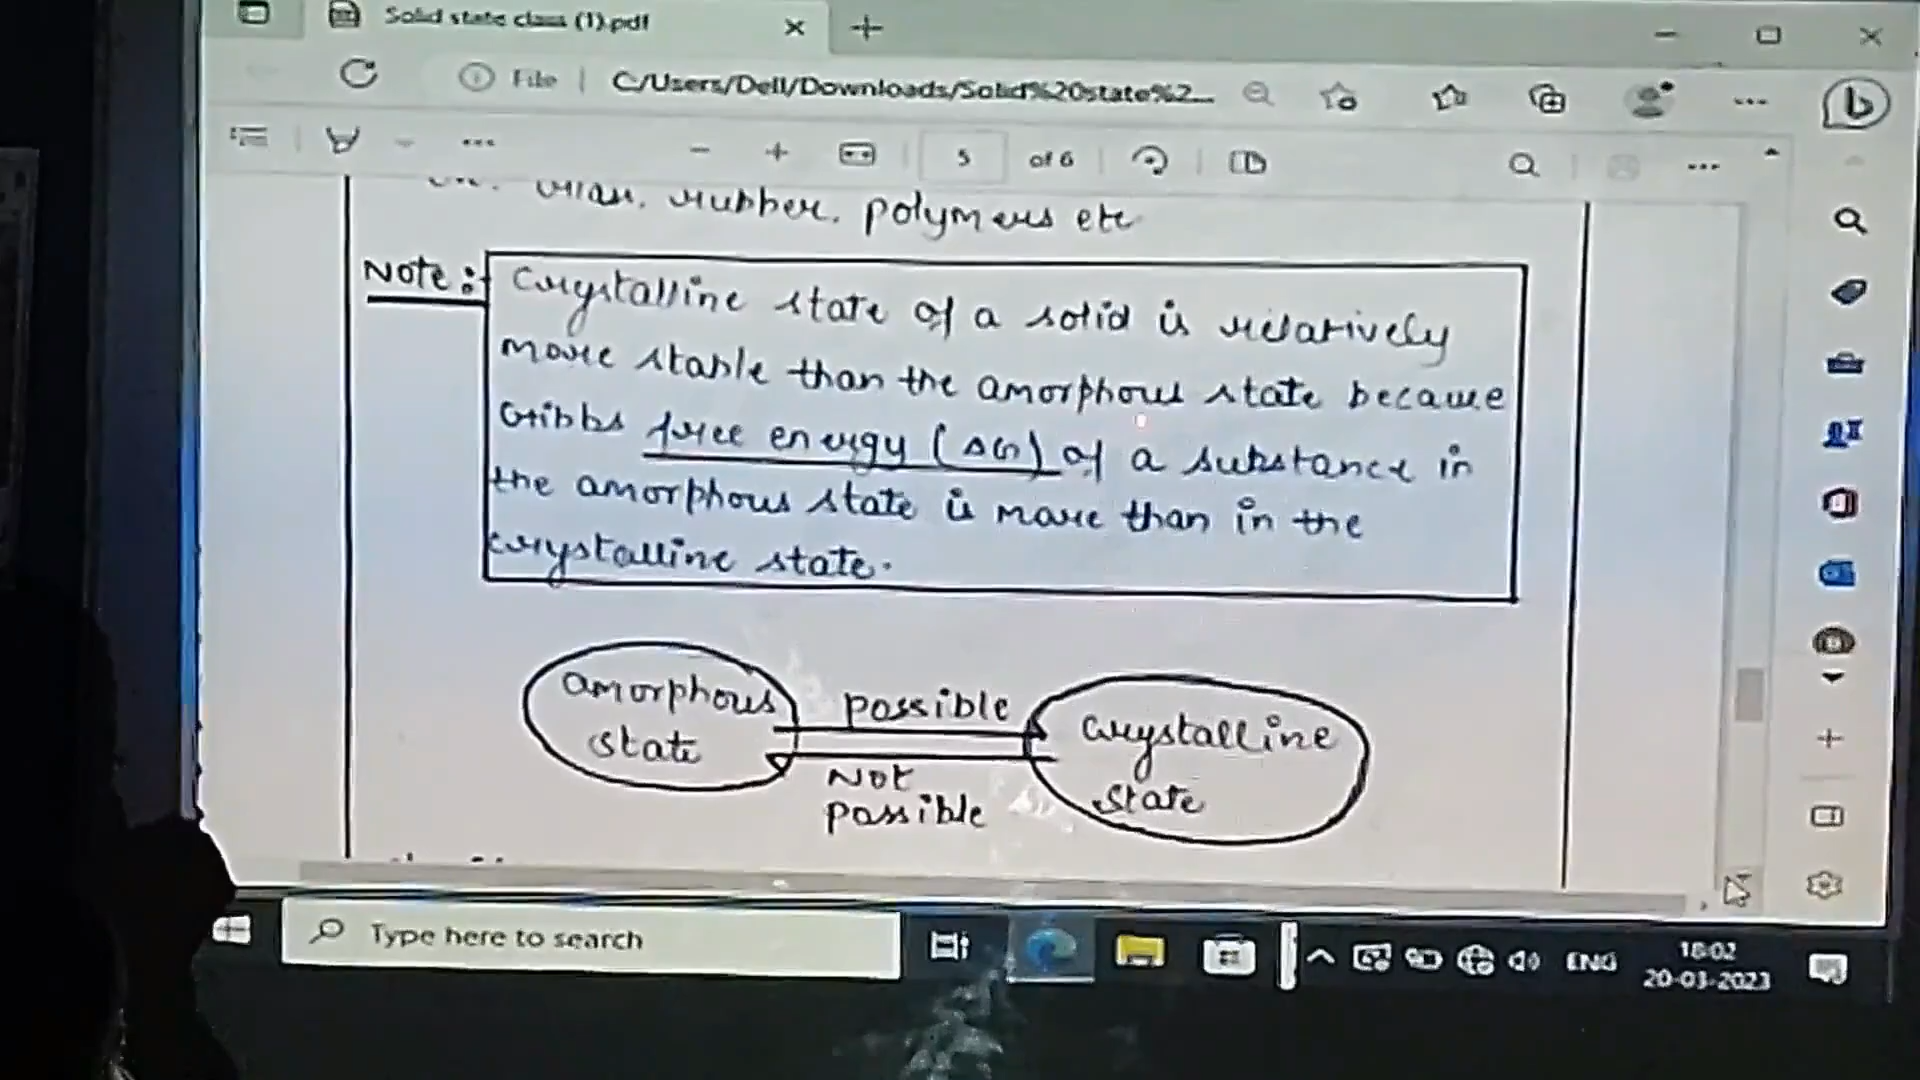 Solid state class (1).pdf
File
C/Users/Dell/Downloads/Solid%20state%2...
5 of 6
rubber, polymers etc
Note:-
Crystalline state of a solid is relatively
more stable than the amorphous state because
Gibbs free energy (ΔG) of a substance in
the amorphous state is more than in the
crystalline state.
amorphous
state
possible
Not
possible
Crystalline
state
Type here to search
ENG
18:02
20-03-2023